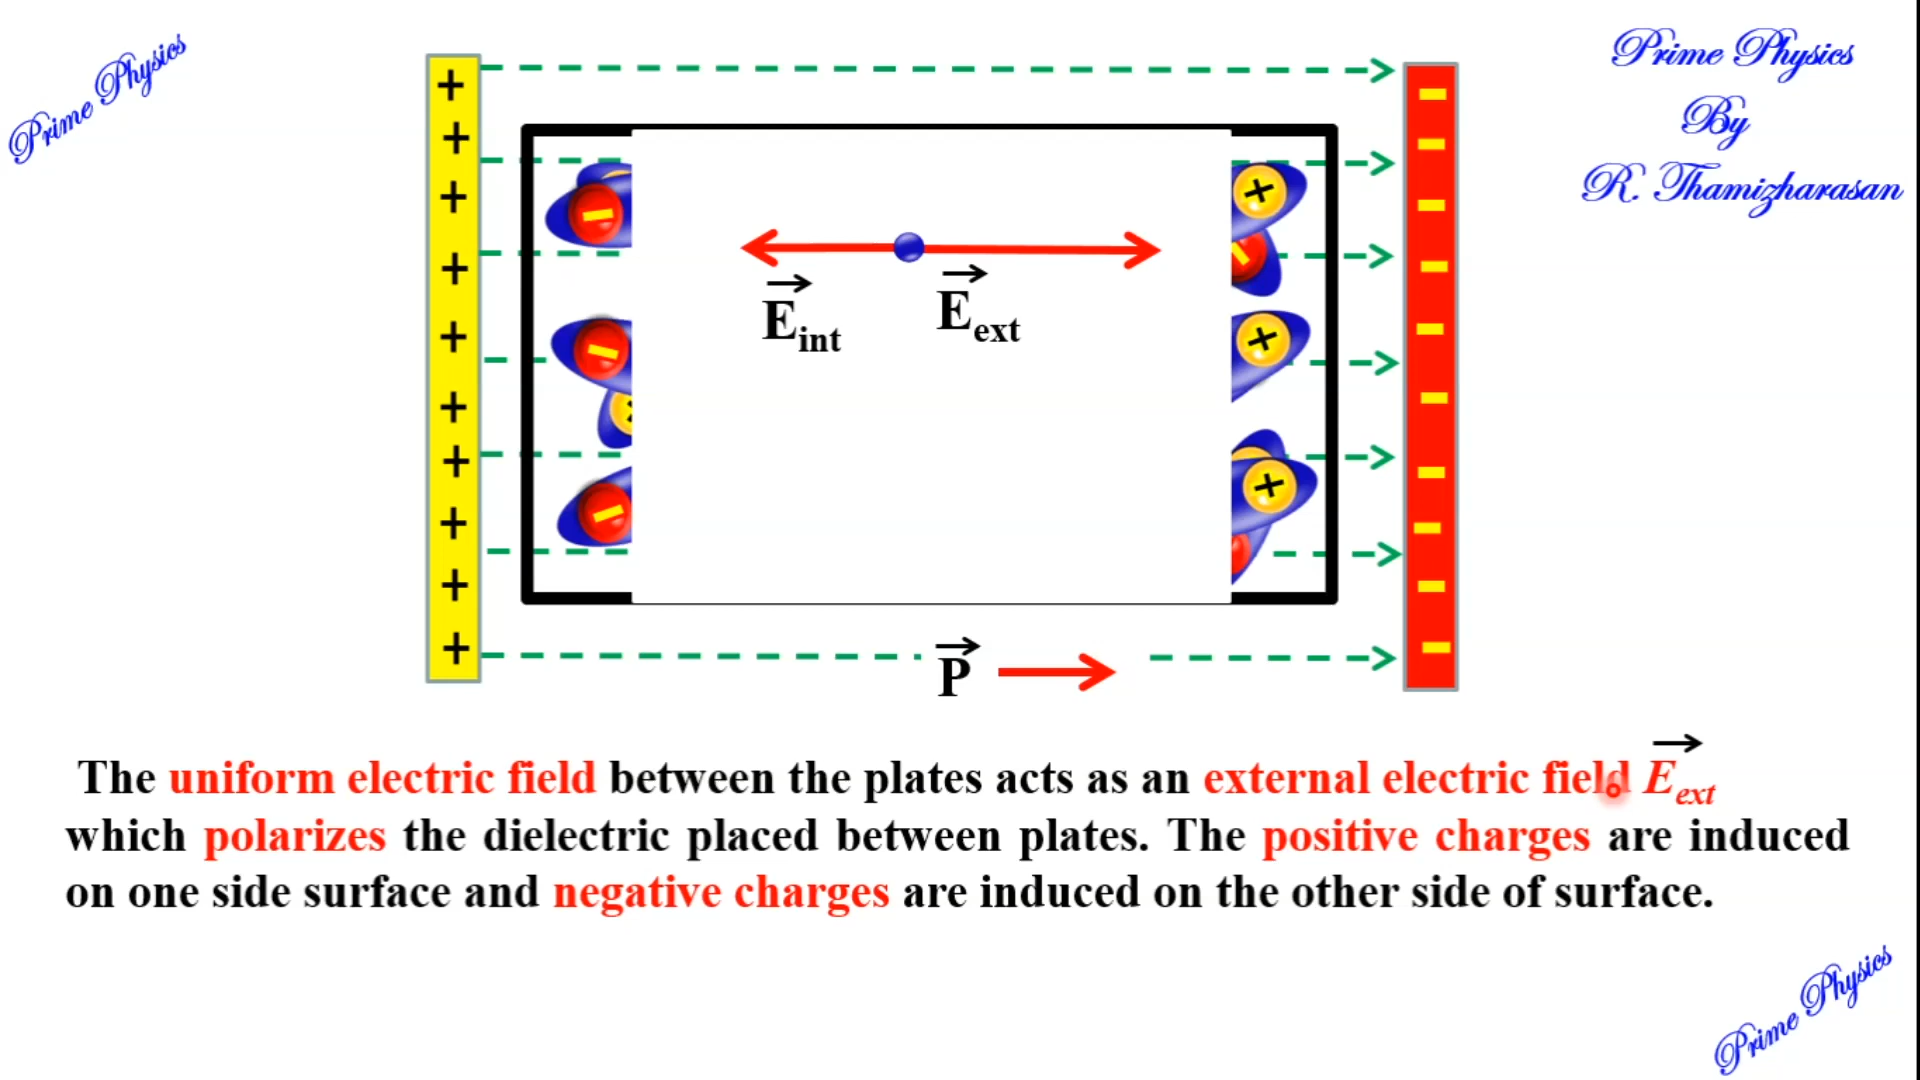 Prime Physics
Prime Physics
By
R. Thamizharasan
+ −
+ −
+ − + −
+ −
+ − + −
+ − + −
+ −
+ − + −
+ −
+ −
E⃗int E⃗ext
P⃗
The uniform electric field between the plates acts as an external electric field E⃗ext
which polarizes the dielectric placed between plates. The positive charges are induced
on one side surface and negative charges are induced on the other side of surface.
Prime Physics